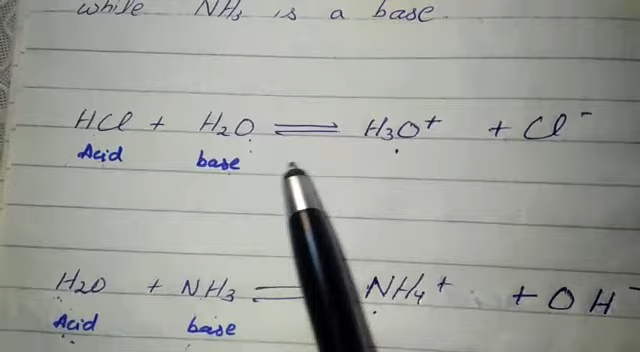 while NH₃ is a base.
HCl + H₂O ⇌ H₃O⁺ + Cl⁻
Acid base
H₂O + NH₃ ⇌ NH₄⁺ + OH⁻
Acid base